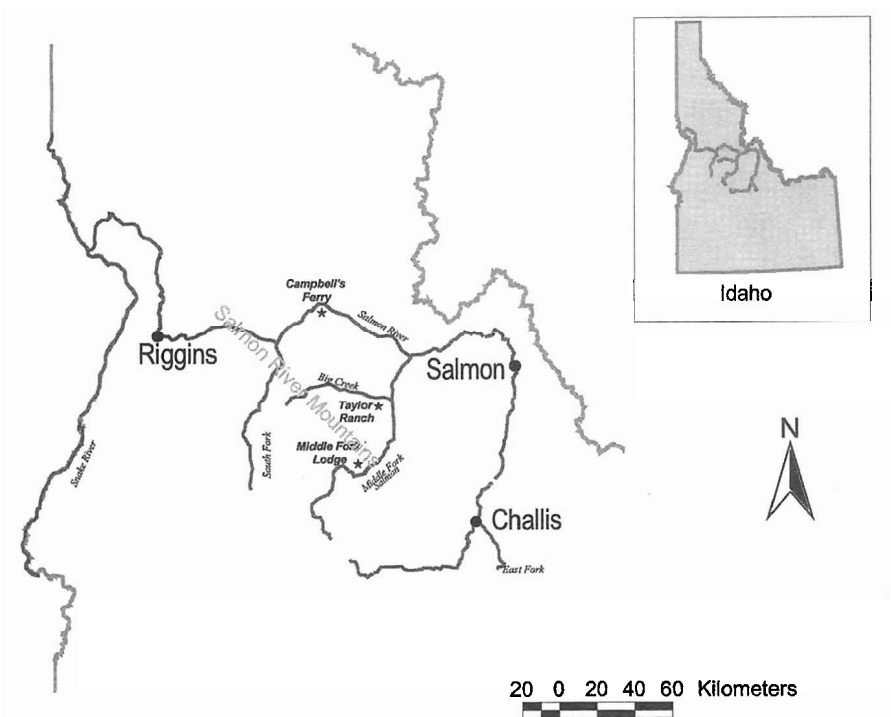 Idaho
Campbell's
Ferry
Salmon River
Salmon River Mountains
Riggins
Salmon
Big Creek
Taylor
Ranch
Middle Fork
Lodge
Middle Fork
Salmon
South Fork
Snake River
N
Challis
East Fork
20 0 20 40 60 Kilometers